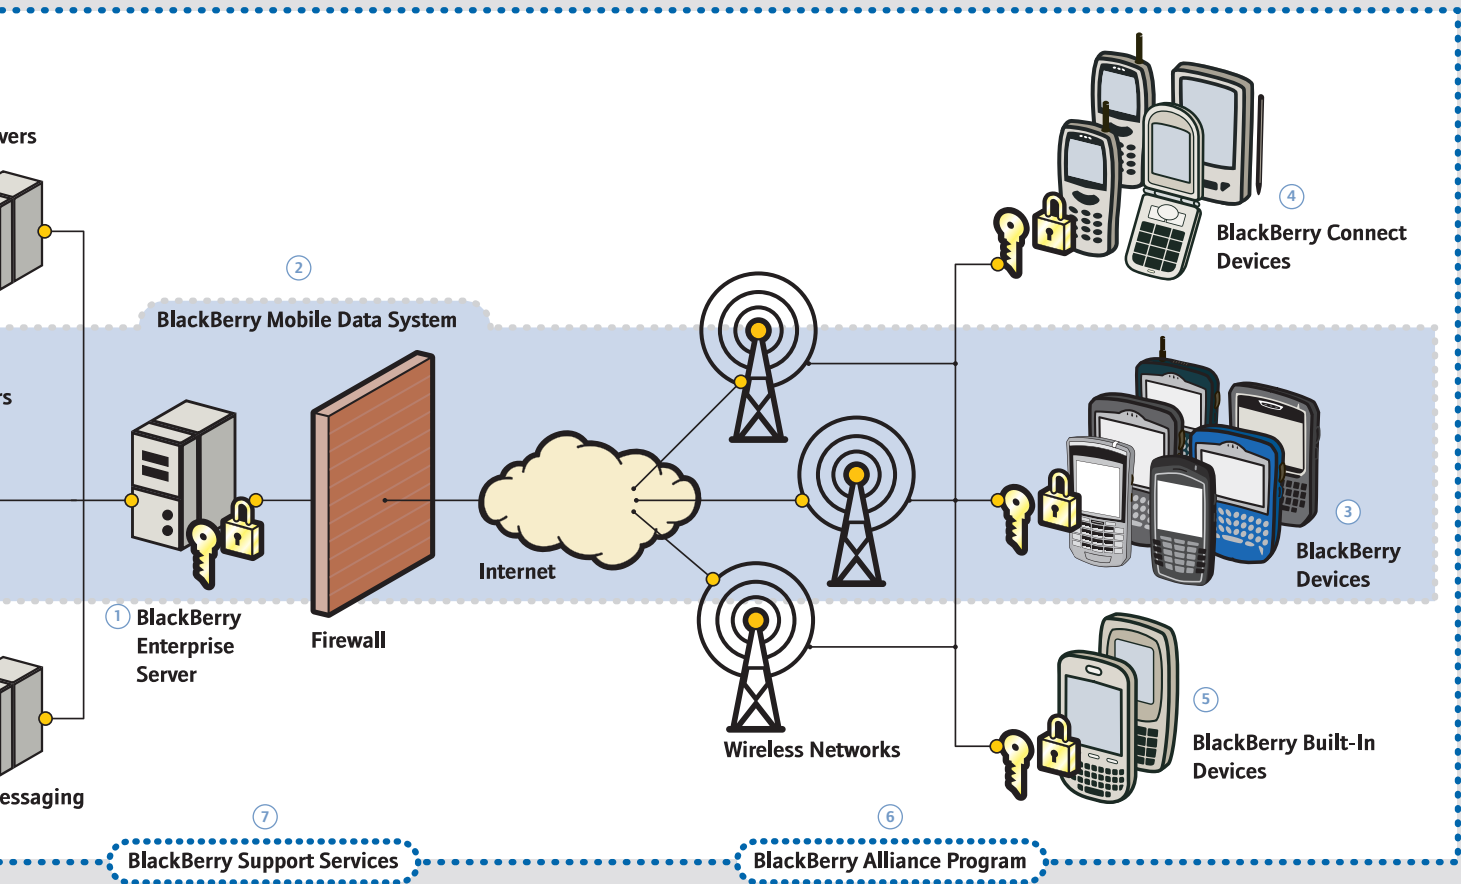 vers
4
BlackBerry Connect
Devices
2
BlackBerry Mobile Data System
rs
3
BlackBerry
Devices
Internet
1
BlackBerry
Enterprise
Server
Firewall
5
BlackBerry Built-In
Devices
Wireless Networks
essaging
7
6
BlackBerry Support Services
BlackBerry Alliance Program